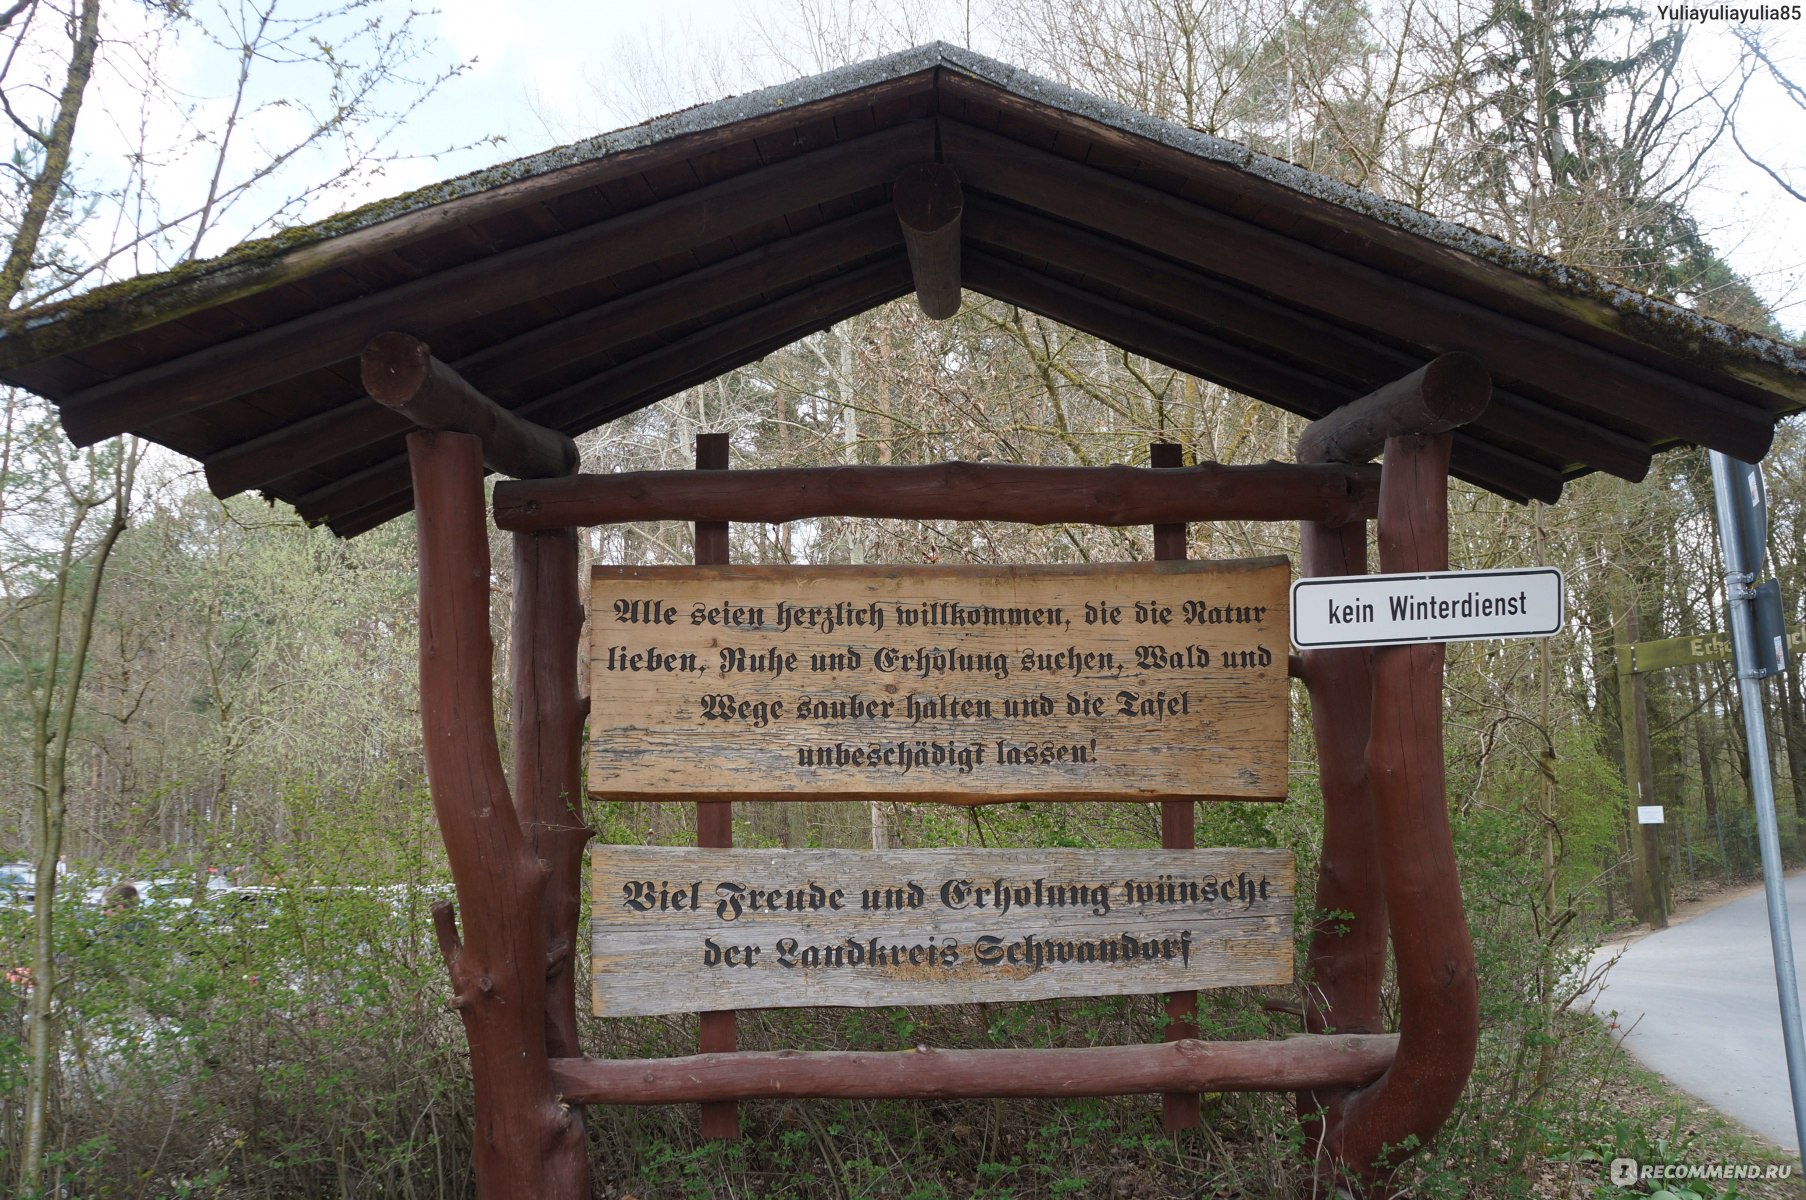 Yuliayuliayulia85
Alle seien herzlich willkommen, die die Natur
lieben, Ruhe und Erholung suchen, Wald und
Wege sauber halten und die Tafel
unbeschädigt lassen!
kein Winterdienst
Viel Freude und Erholung wünscht
der Landkreis Schwandorf
RECOMMEND.RU